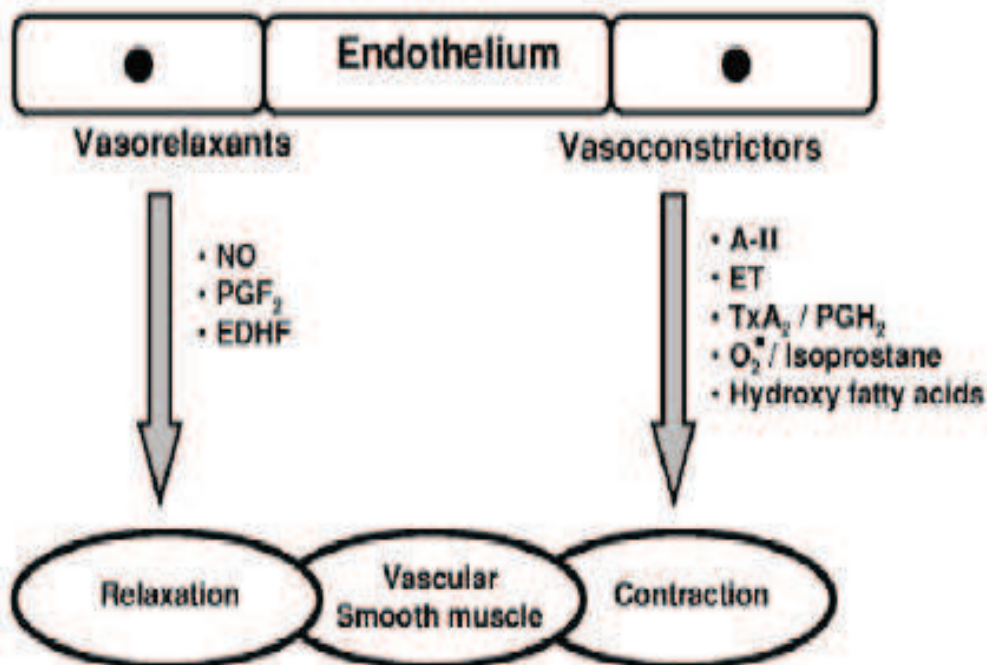 Endothelium
Vasorelaxants
Vasoconstrictors
• NO
• PGF₂
• EDHF
• A-II
• ET
• TxA₂ / PGH₂
• O₂▪ / Isoprostane
• Hydroxy fatty acids
Relaxation
Vascular
Smooth muscle
Contraction